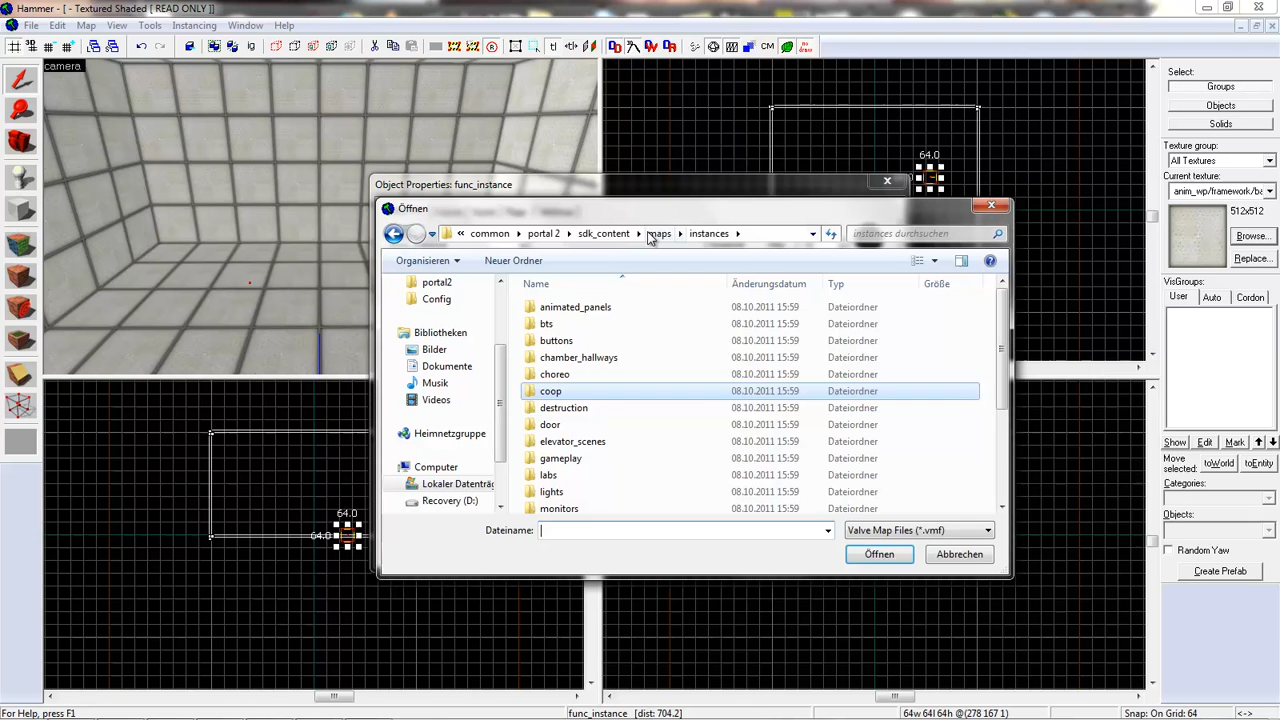 Hammer - [ - Textured Shaded [ READ ONLY ]]
File Edit Map View Tools Instancing Window Help
CM
camera
64.0
64.0
64.0
Object Properties: func_instance
Öffnen
« common portal 2 sdk_content maps instances
instances durchsuchen
Organisieren Neuer Ordner
Name Änderungsdatum Typ Größe
portal2
Config
Bibliotheken
Bilder
Dokumente
Musik
Videos
Heimnetzgruppe
Computer
Lokaler Datenträg
Recovery (D:)
animated_panels 08.10.2011 15:59 Dateiordner
bts 08.10.2011 15:59 Dateiordner
buttons 08.10.2011 15:59 Dateiordner
chamber_hallways 08.10.2011 15:59 Dateiordner
choreo 08.10.2011 15:59 Dateiordner
coop 08.10.2011 15:59 Dateiordner
destruction 08.10.2011 15:59 Dateiordner
door 08.10.2011 15:59 Dateiordner
elevator_scenes 08.10.2011 15:59 Dateiordner
gameplay 08.10.2011 15:59 Dateiordner
labs 08.10.2011 15:59 Dateiordner
lights 08.10.2011 15:59 Dateiordner
monitors 08.10.2011 15:59 Dateiordner
Dateiname:
Valve Map Files (*.vmf)
Öffnen Abbrechen
Select:
Groups
Objects
Solids
Texture group:
All Textures
Current texture:
anim_wp/framework/ba
512x512
Browse...
Replace...
VisGroups:
User Auto Cordon
Show Edit Mark
Move selected:
toWorld toEntity
Categories:
Objects:
Random Yaw
Create Prefab
For Help, press F1
func_instance [dist: 704.2]
64w 64l 64h @(278 167 1)
Snap: On Grid: 64
<->